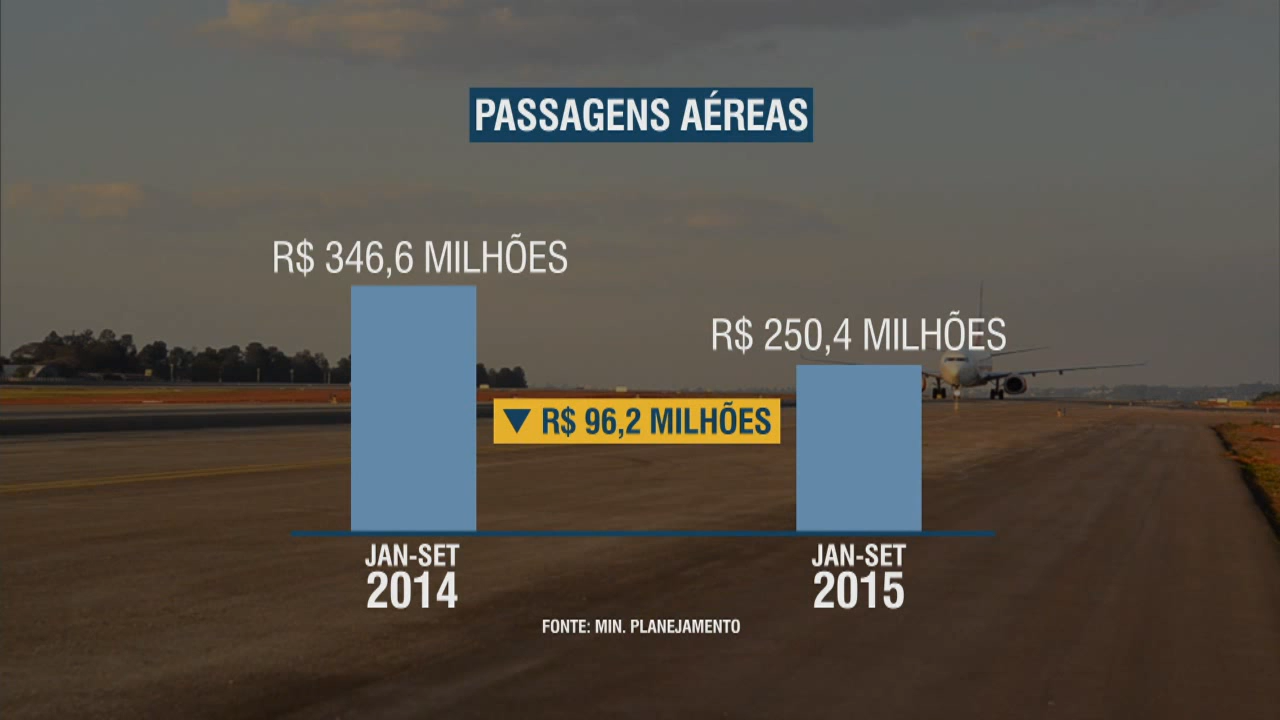 PASSAGENS AÉREAS
R$ 346,6 MILHÕES
R$ 250,4 MILHÕES
▼ R$ 96,2 MILHÕES
JAN-SET
2014
JAN-SET
2015
FONTE: MIN. PLANEJAMENTO